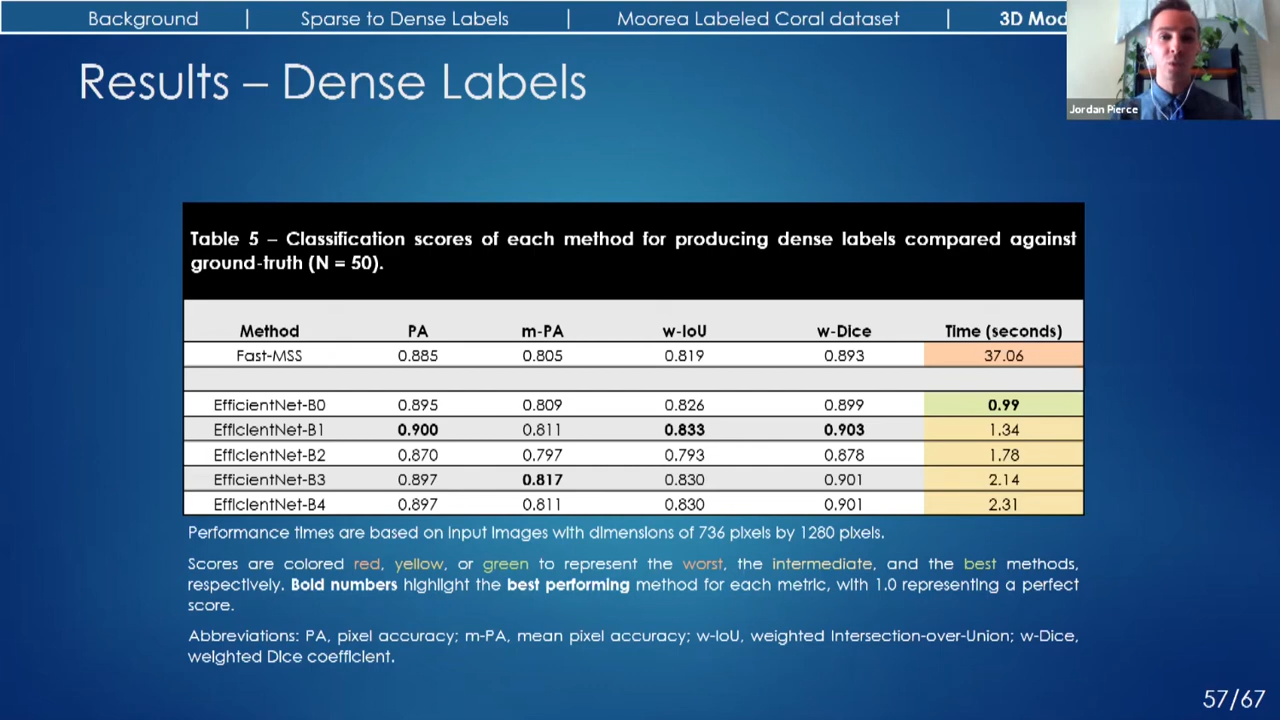 Background | Sparse to Dense Labels | Moorea Labeled Coral dataset | 3D Mod
Jordan Pierce
Results – Dense Labels
Table 5 – Classification scores of each method for producing dense labels compared against
ground-truth (N = 50).
Method PA m-PA w-IoU w-Dice Time (seconds)
Fast-MSS 0.885 0.805 0.819 0.893 37.06
EfficientNet-B0 0.895 0.809 0.826 0.899 0.99
EfficientNet-B1 0.900 0.811 0.833 0.903 1.34
EfficientNet-B2 0.870 0.797 0.793 0.878 1.78
EfficientNet-B3 0.897 0.817 0.830 0.901 2.14
EfficientNet-B4 0.897 0.811 0.830 0.901 2.31
Performance times are based on input images with dimensions of 736 pixels by 1280 pixels.
Scores are colored red, yellow, or green to represent the worst, the intermediate, and the best methods,
respectively. Bold numbers highlight the best performing method for each metric, with 1.0 representing a perfect
score.
Abbreviations: PA, pixel accuracy; m-PA, mean pixel accuracy; w-IoU, weighted Intersection-over-Union; w-Dice,
weighted Dice coefficient.
57/67